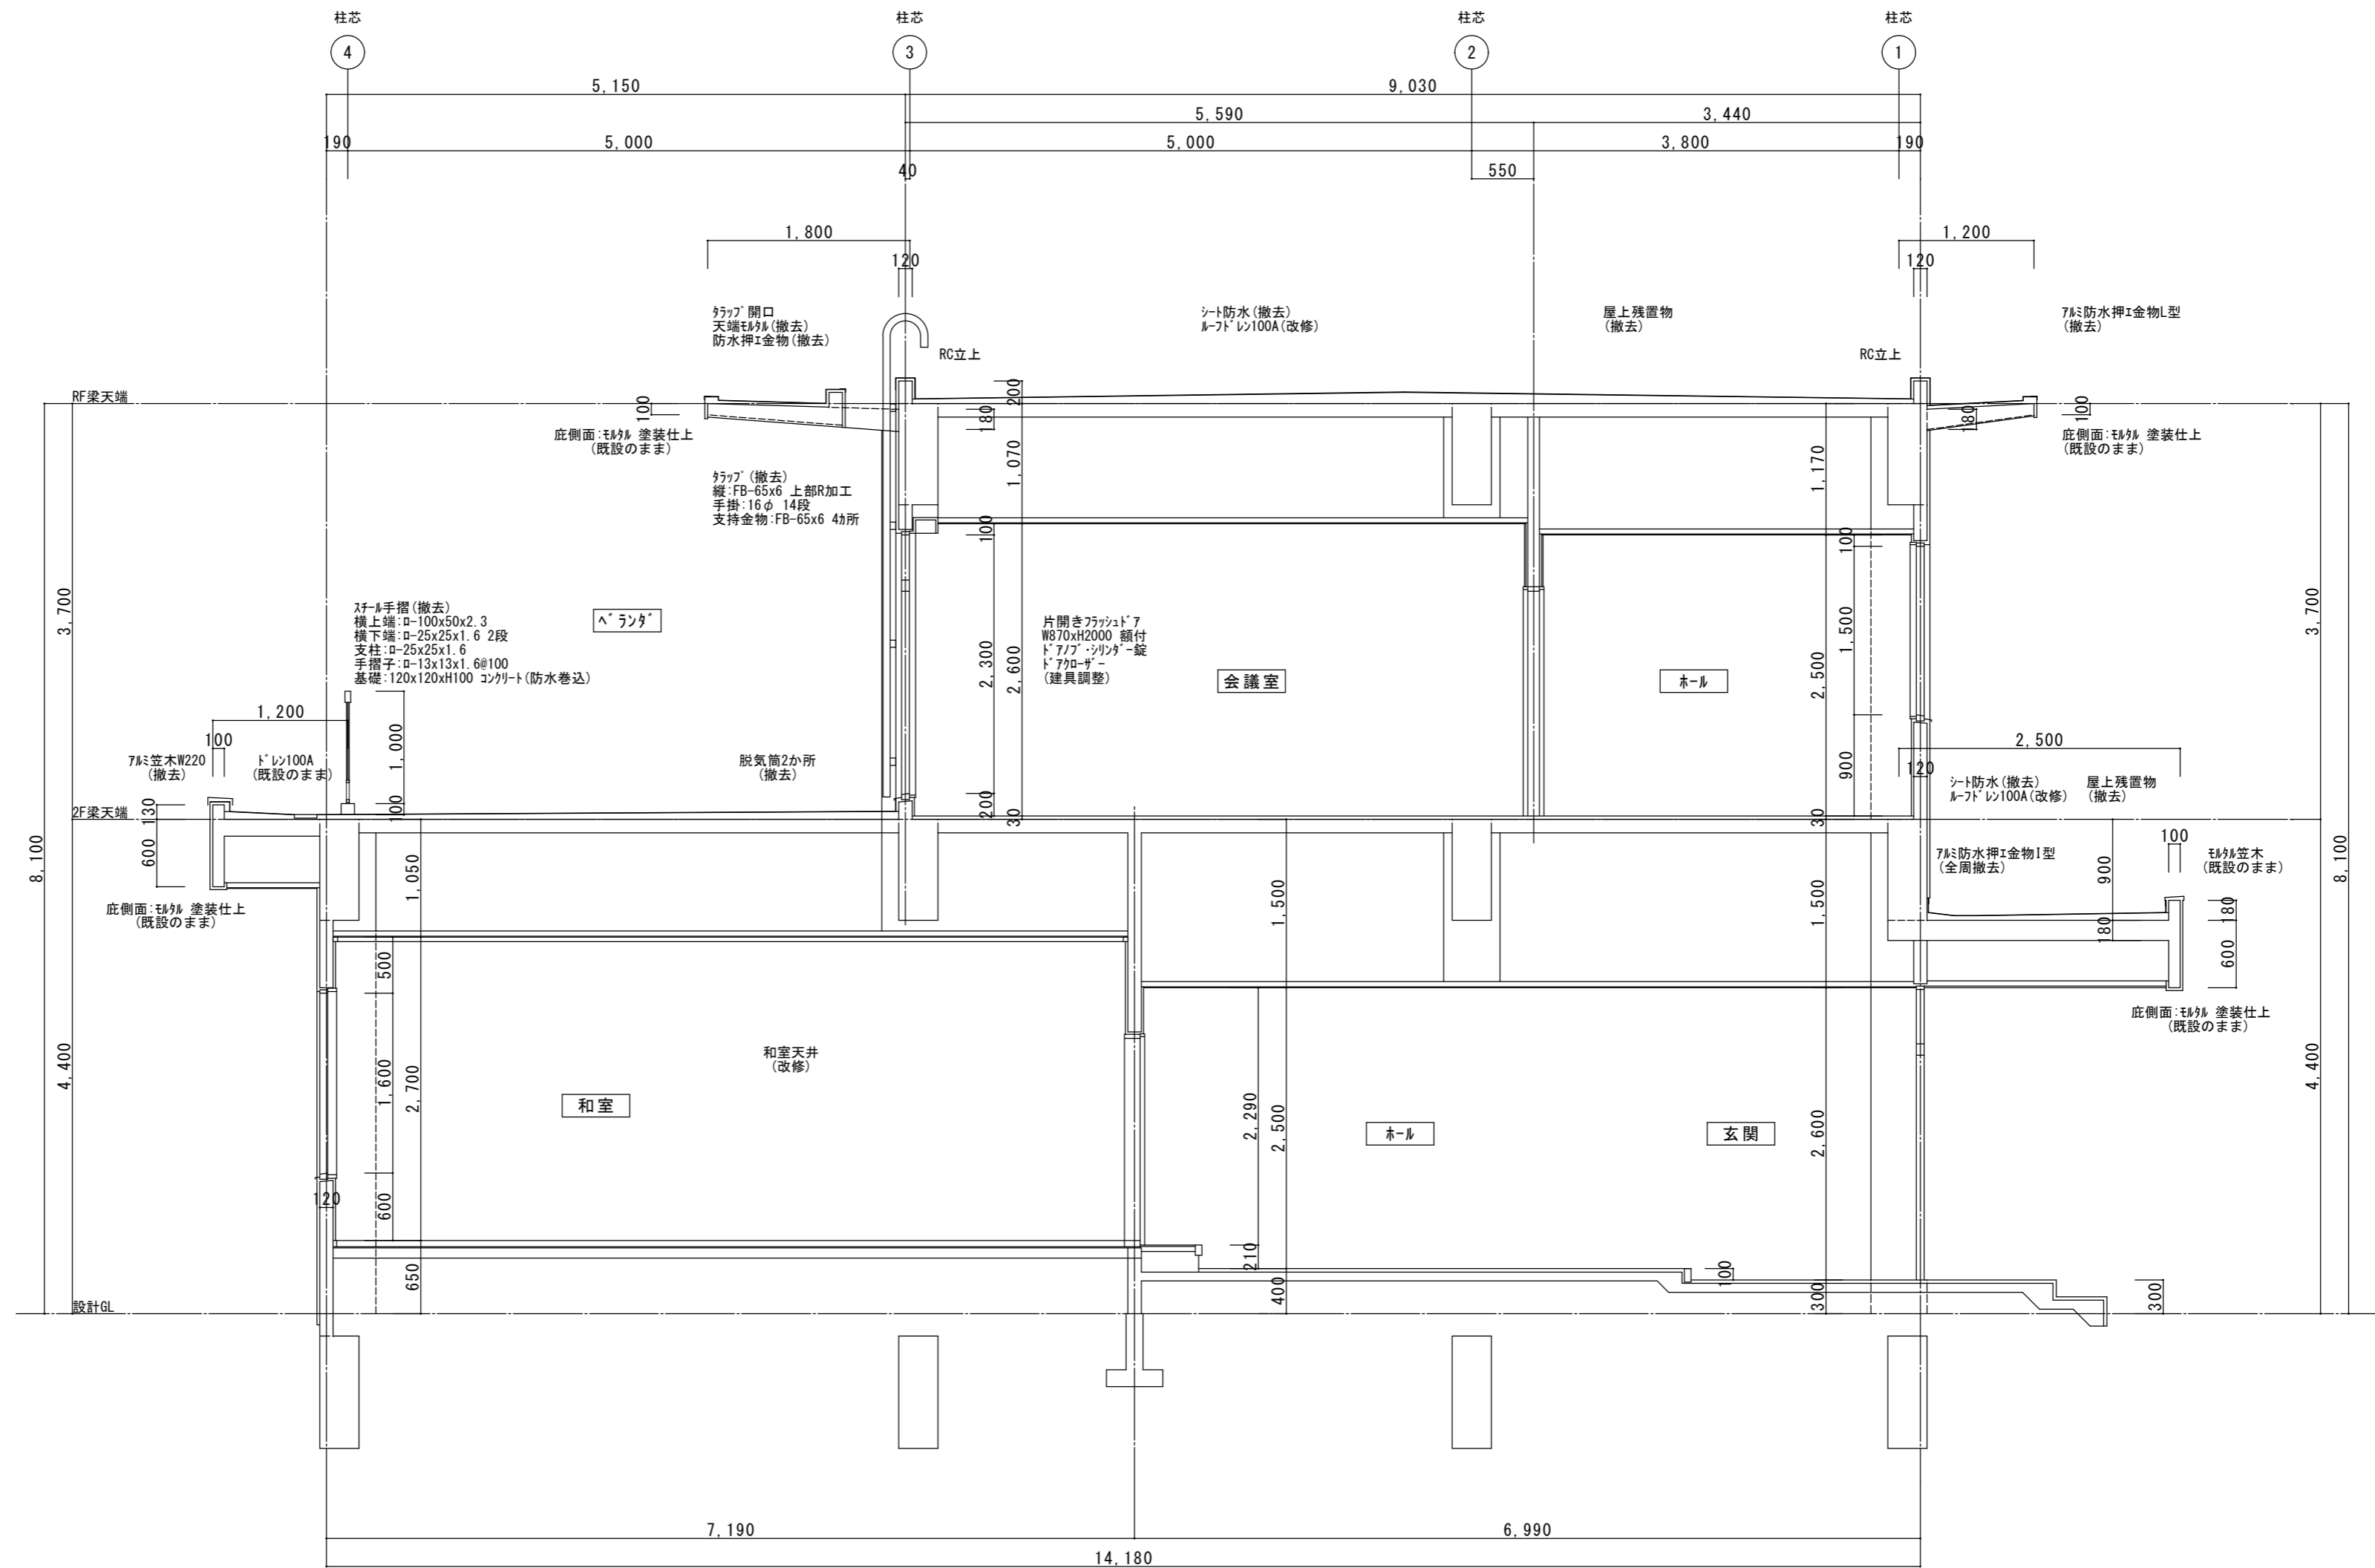 柱芯
柱芯
柱芯
柱芯
4
3
2
1
5,150
9,030
5,590
3,440
190
5,000
5,000
3,800
190
40
550
1,800
1,200
120
120
タラップ開口
天端モルタル(撤去)
防水押エ金物(撤去)
シート防水(撤去)
ルーフドレン100A(改修)
屋上残置物
(撤去)
アルミ防水押エ金物L型
(撤去)
RC立上
RC立上
RF梁天端
100
200
180
180
100
庇側面:モルタル 塗装仕上
(既設のまま)
庇側面:モルタル 塗装仕上
(既設のまま)
1,070
1,170
タラップ(撤去)
縦:FB-65x6 上部R加工
手掛:16φ 14段
支持金物:FB-65x6 4カ所
100
100
3,700
3,700
スチール手摺(撤去)
横上端:ロ-100x50x2.3
横下端:ロ-25x25x1.6 2段
支柱:ロ-25x25x1.6
手摺子:ロ-13x13x1.6@100
基礎:120x120xH100 コンクリート(防水巻込)
ベランダ
片開きフラッシュドア
W870xH2000 額付
ドアノブ・シリンダー錠
ドアクローザー
(建具調整)
2,300
2,600
会議室
ホール
1,500
2,500
1,200
100
1,000
アルミ笠木W220
(撤去)
ドレン100A
(既設のまま)
脱気筒2か所
(撤去)
2,500
120
900
シート防水(撤去)
ルーフドレン100A(改修)
屋上残置物
(撤去)
2F梁天端
130
100
200
30
30
600
8,100
8,100
1,050
1,500
1,500
900
100
アルミ防水押エ金物I型
(全周撤去)
モルタル笠木
(既設のまま)
庇側面:モルタル 塗装仕上
(既設のまま)
180
180
600
500
庇側面:モルタル 塗装仕上
(既設のまま)
和室天井
(改修)
4,400
4,400
1,600
2,700
和室
2,290
2,500
ホール
玄関
2,600
120
600
650
210
400
100
300
300
設計GL
7,190
6,990
14,180